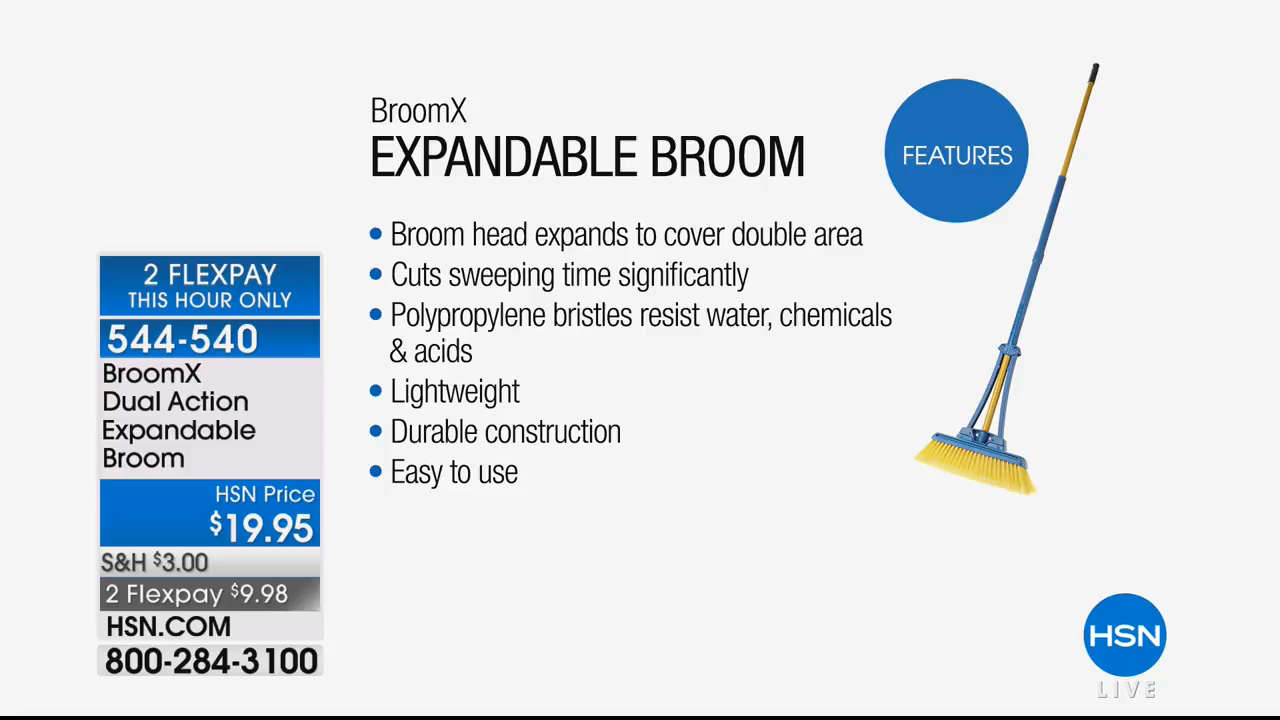 BroomX
EXPANDABLE BROOM
FEATURES
• Broom head expands to cover double area
• Cuts sweeping time significantly
• Polypropylene bristles resist water, chemicals
& acids
• Lightweight
• Durable construction
• Easy to use
2 FLEXPAY
THIS HOUR ONLY
544-540
BroomX
Dual Action
Expandable
Broom
HSN Price
$19.95
S&H $3.00
2 Flexpay $9.98
HSN.COM
800-284-3100
HSN
LIVE